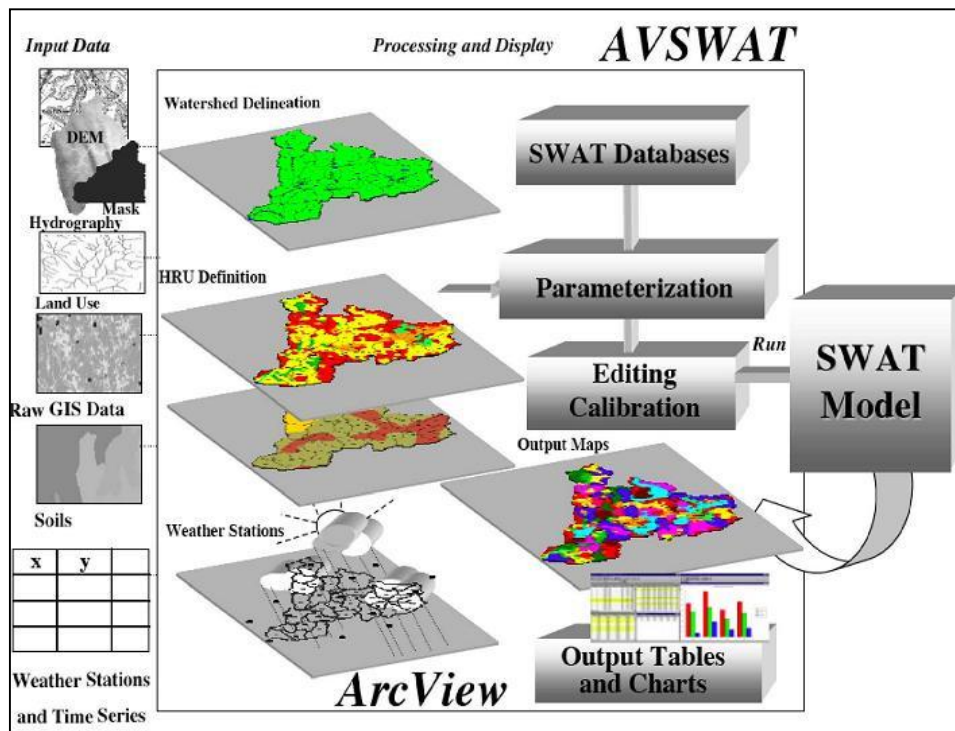 Input Data
Processing and Display
AVSWAT
DEM
Mask
Hydrography
Land Use
Raw GIS Data
Soils
x y
Weather Stations
and Time Series
Watershed Delineation
HRU Definition
Weather Stations
ArcView
SWAT Databases
Parameterization
Editing
Calibration
Run
SWAT
Model
Output Maps
Output Tables
and Charts